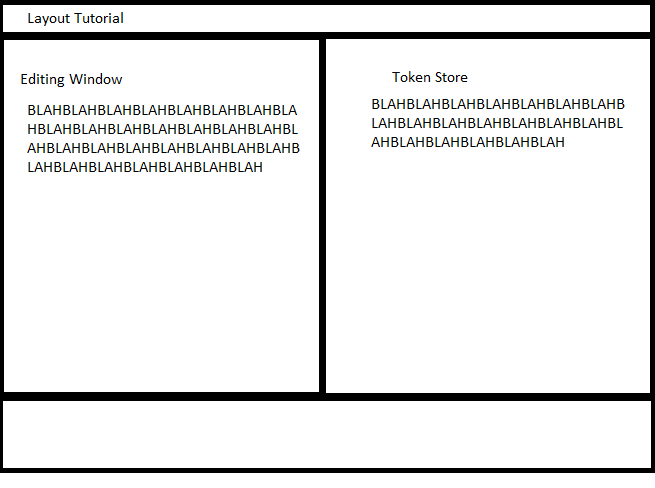 Layout Tutorial
Editing Window
BLAHBLAHBLAHBLAHBLAHBLAHBLAHBLA
HBLAHBLAHBLAHBLAHBLAHBLAHBLAHBL
AHBLAHBLAHBLAHBLAHBLAHBLAHBLAHB
LAHBLAHBLAHBLAHBLAHBLAHBLAH
Token Store
BLAHBLAHBLAHBLAHBLAHBLAHBLAHB
LAHBLAHBLAHBLAHBLAHBLAHBLAHBL
AHBLAHBLAHBLAHBLAHBLAH